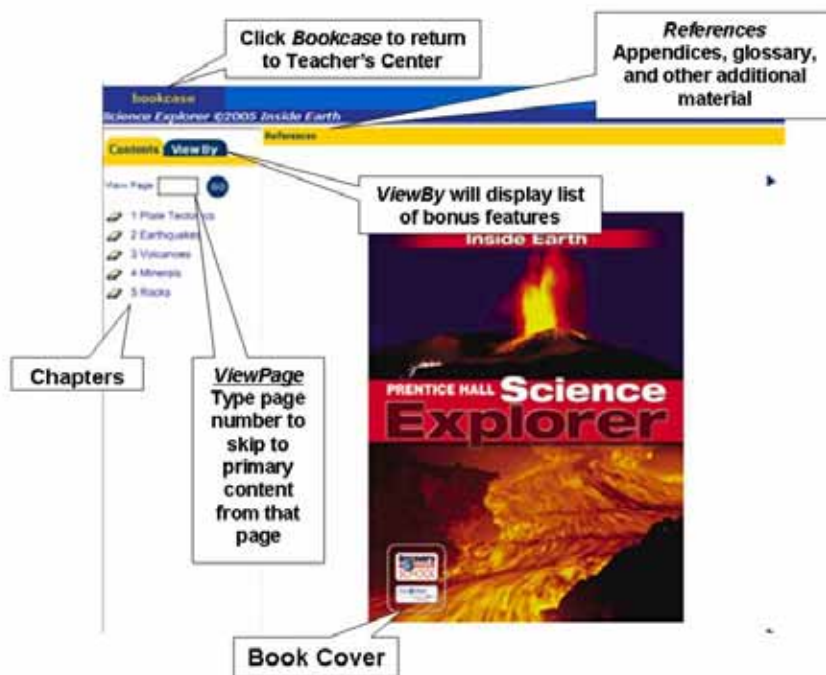 Click Bookcase to return
to Teacher's Center
References
Appendices, glossary,
and other additional
material
bookcase
Science Explorer ©2005 Inside Earth
References
Contents ViewBy
View Page GO
ViewBy will display list
of bonus features
1 Plate Tectonics
2 Earthquakes
3 Volcanoes
4 Minerals
5 Rocks
Chapters
ViewPage
Type page
number to
skip to
primary
content
from that
page
Inside Earth
PRENTICE HALL Science
Explorer
SCHOOL
Book Cover